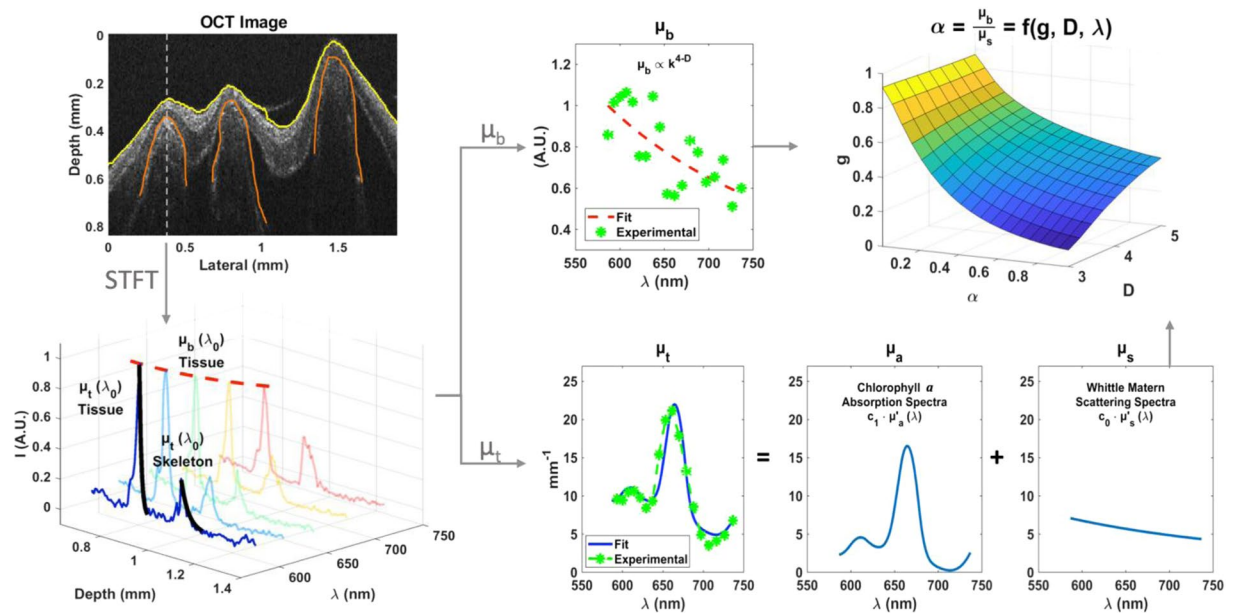 OCT Image
0
0.2
0.4
0.6
0.8
Depth (mm)
0
0.5
1
1.5
Lateral (mm)
STFT
μb
μb
μb ∝ k4-D
1
0.8
0.6
0.4
(A.U.)
Fit
Experimental
550
600
650
700
750
λ (nm)
α = μb/μs = f(g, D, λ)
1
0.8
0.6
0.4
0.2
0
g
0.2
0.4
0.6
0.8
α
3
4
5
D
1
0.8
0.6
0.4
0.2
0
I (A.U.)
μb (λ0)
Tissue
μt (λ0)
Tissue
μt (λ0)
Skeleton
0.8
1
1.2
1.4
Depth (mm)
600
650
700
750
λ (nm)
μt
μt
25
20
15
10
5
0
mm-1
Fit
Experimental
550
600
650
700
750
λ (nm)
=
μa
25
20
15
10
5
0
Chlorophyll a
Absorption Spectra
c1 · μ'a(λ)
550
600
650
700
750
λ (nm)
+
μs
25
20
15
10
5
0
Whittle Matern
Scattering Spectra
c0 · μ's(λ)
550
600
650
700
750
λ (nm)